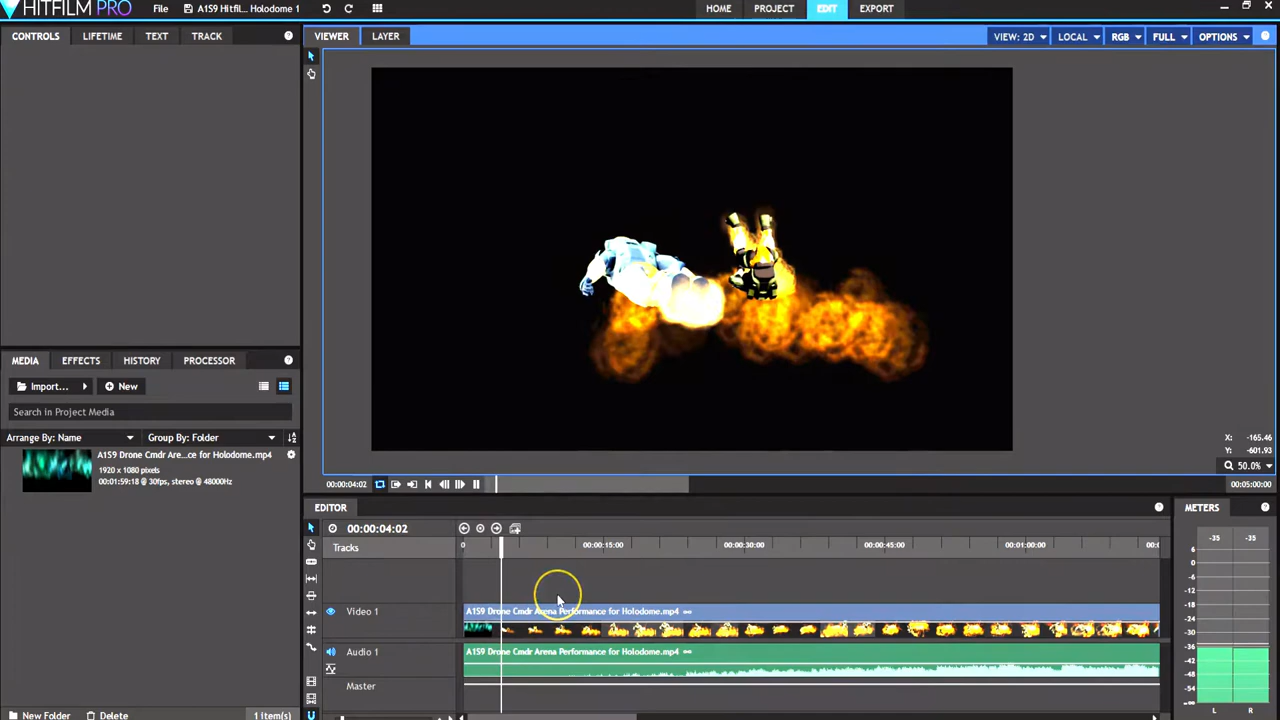 HITFILM PRO File A1S9 Hitfilm... Holodome 1 HOME PROJECT EDIT EXPORT
CONTROLS LIFETIME TEXT TRACK VIEWER LAYER VIEW: 2D LOCAL RGB FULL OPTIONS
MEDIA EFFECTS HISTORY PROCESSOR
Import... New
Search in Project Media
Arrange By: Name Group By: Folder
A1S9 Drone Cmdr Are...ce for Holodome.mp4
1920 x 1080 pixels
00:01:59:18 @ 30fps, stereo @ 48000Hz
X: -165.46
Y: -601.93
50.0%
00:00:04:02 00:05:00:00
EDITOR METERS
00:00:04:02
Tracks 0 00:00:15:00 00:00:30:00 00:00:45:00 00:01:00:00 00:0
Video 1 A1S9 Drone Cmdr Arena Performance for Holodome.mp4
Audio 1 A1S9 Drone Cmdr Arena Performance for Holodome.mp4
Master
-35 -35
6
0
-6
-12
-18
-24
-30
-36
-42
-48
-54
-∞
L R
New Folder Delete 1 item(s)